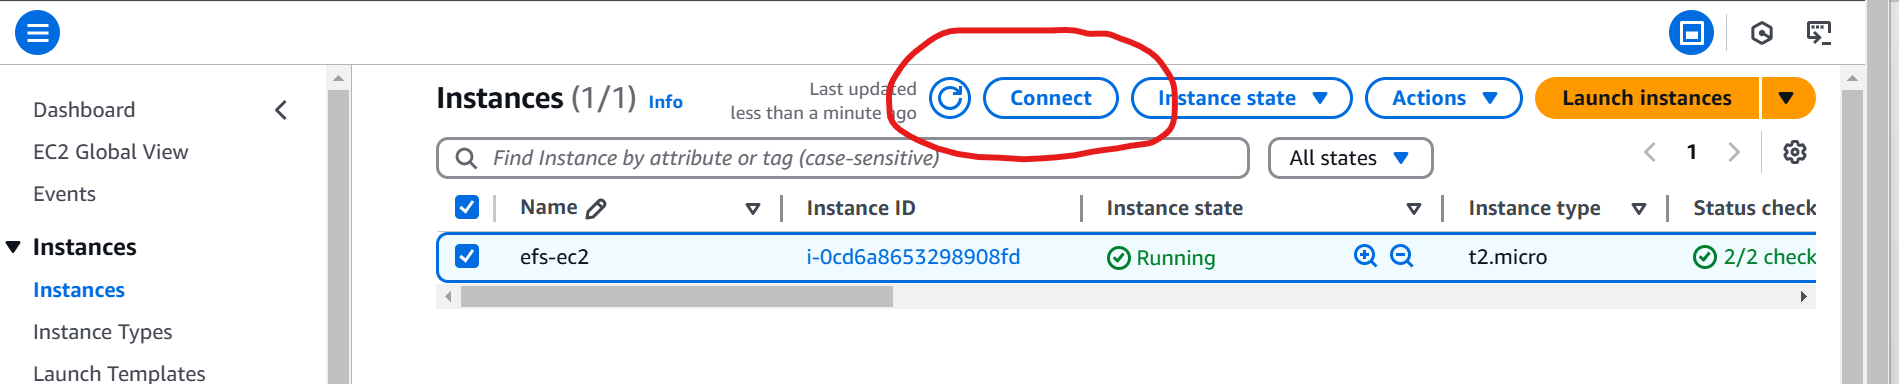 Dashboard
EC2 Global View
Events
Instances
Instances
Instance Types
Launch Templates
Instances (1/1) Info
Last updated
less than a minute ago
Connect
Instance state
Actions
Launch instances
Find Instance by attribute or tag (case-sensitive)
All states
1
Name Instance ID Instance state Instance type Status check
efs-ec2 i-0cd6a8653298908fd Running t2.micro 2/2 check